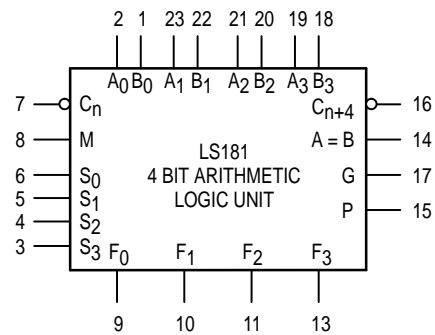 2 1 23 22 21 20 19 18
A0 B0 A1 B1 A2 B2 A3 B3
7 Cn Cn+4 16
8 M LS181 A = B 14
6 S0 4 BIT ARITHMETIC G 17
5 S1 LOGIC UNIT
4 S2 P 15
3 S3 F0 F1 F2 F3
9 10 11 13